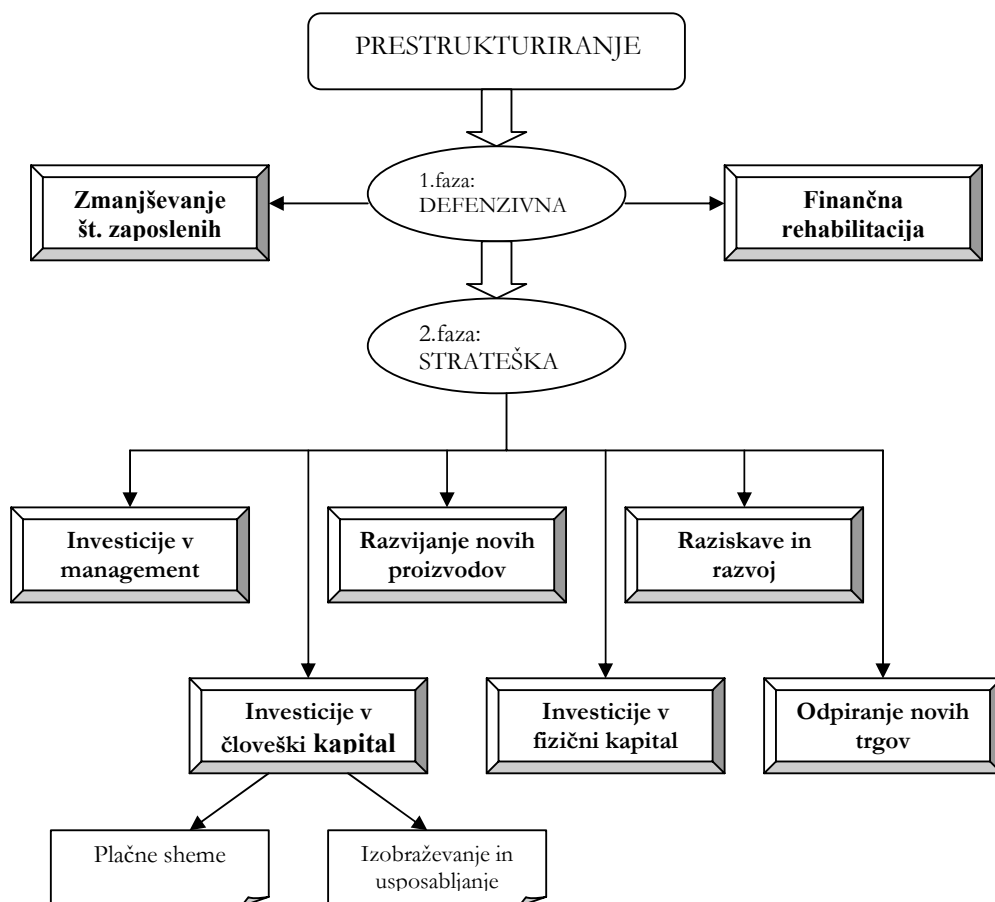 PRESTRUKTURIRANJE
1.faza:
DEFENZIVNA
Zmanjševanje
št. zaposlenih
Finančna
rehabilitacija
2.faza:
STRATEŠKA
Investicije v
management
Razvijanje novih
proizvodov
Raziskave in
razvoj
Investicije v
človeški kapital
Investicije v
fizični kapital
Odpiranje novih
trgov
Plačne sheme
Izobraževanje in
usposabljanje